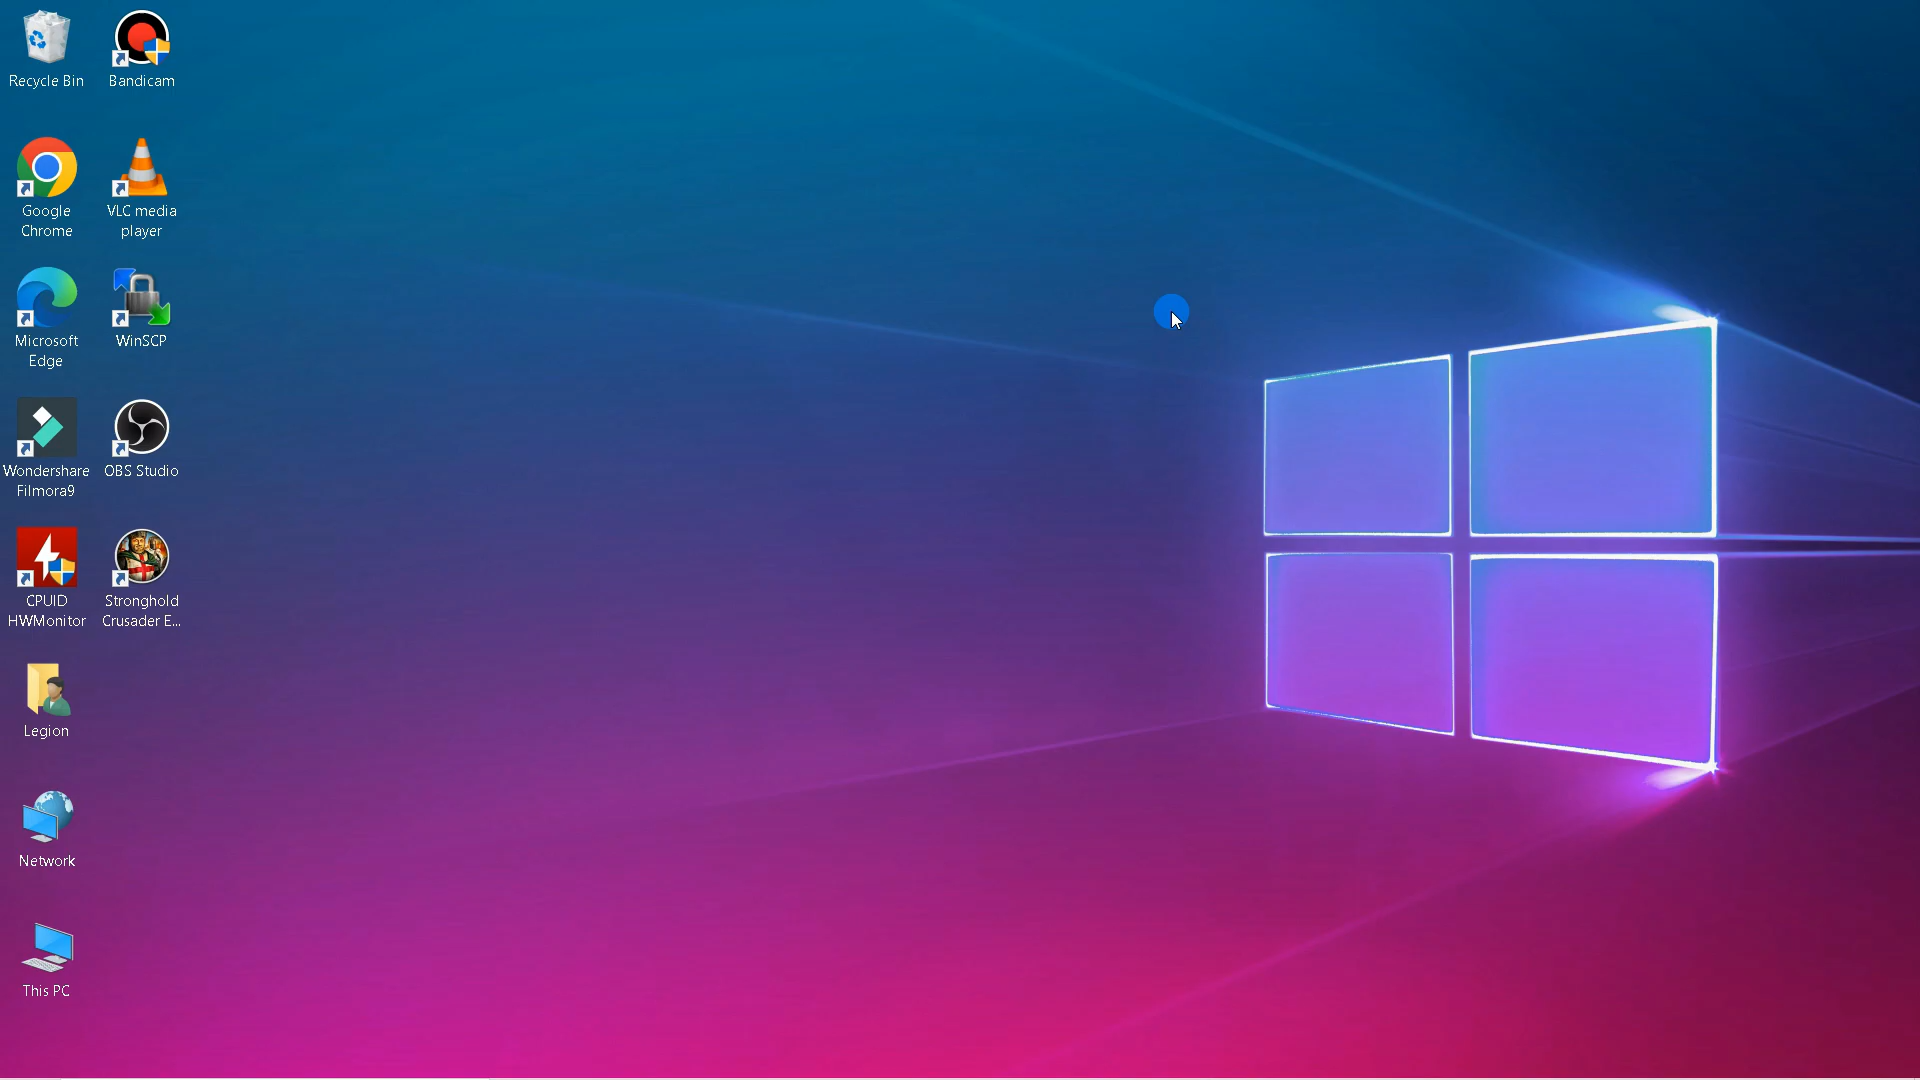 Recycle Bin
Bandicam
Google
Chrome
VLC media
player
Microsoft
Edge
WinSCP
Wondershare
Filmora9
OBS Studio
CPUID
HWMonitor
Stronghold
Crusader E...
Legion
Network
This PC